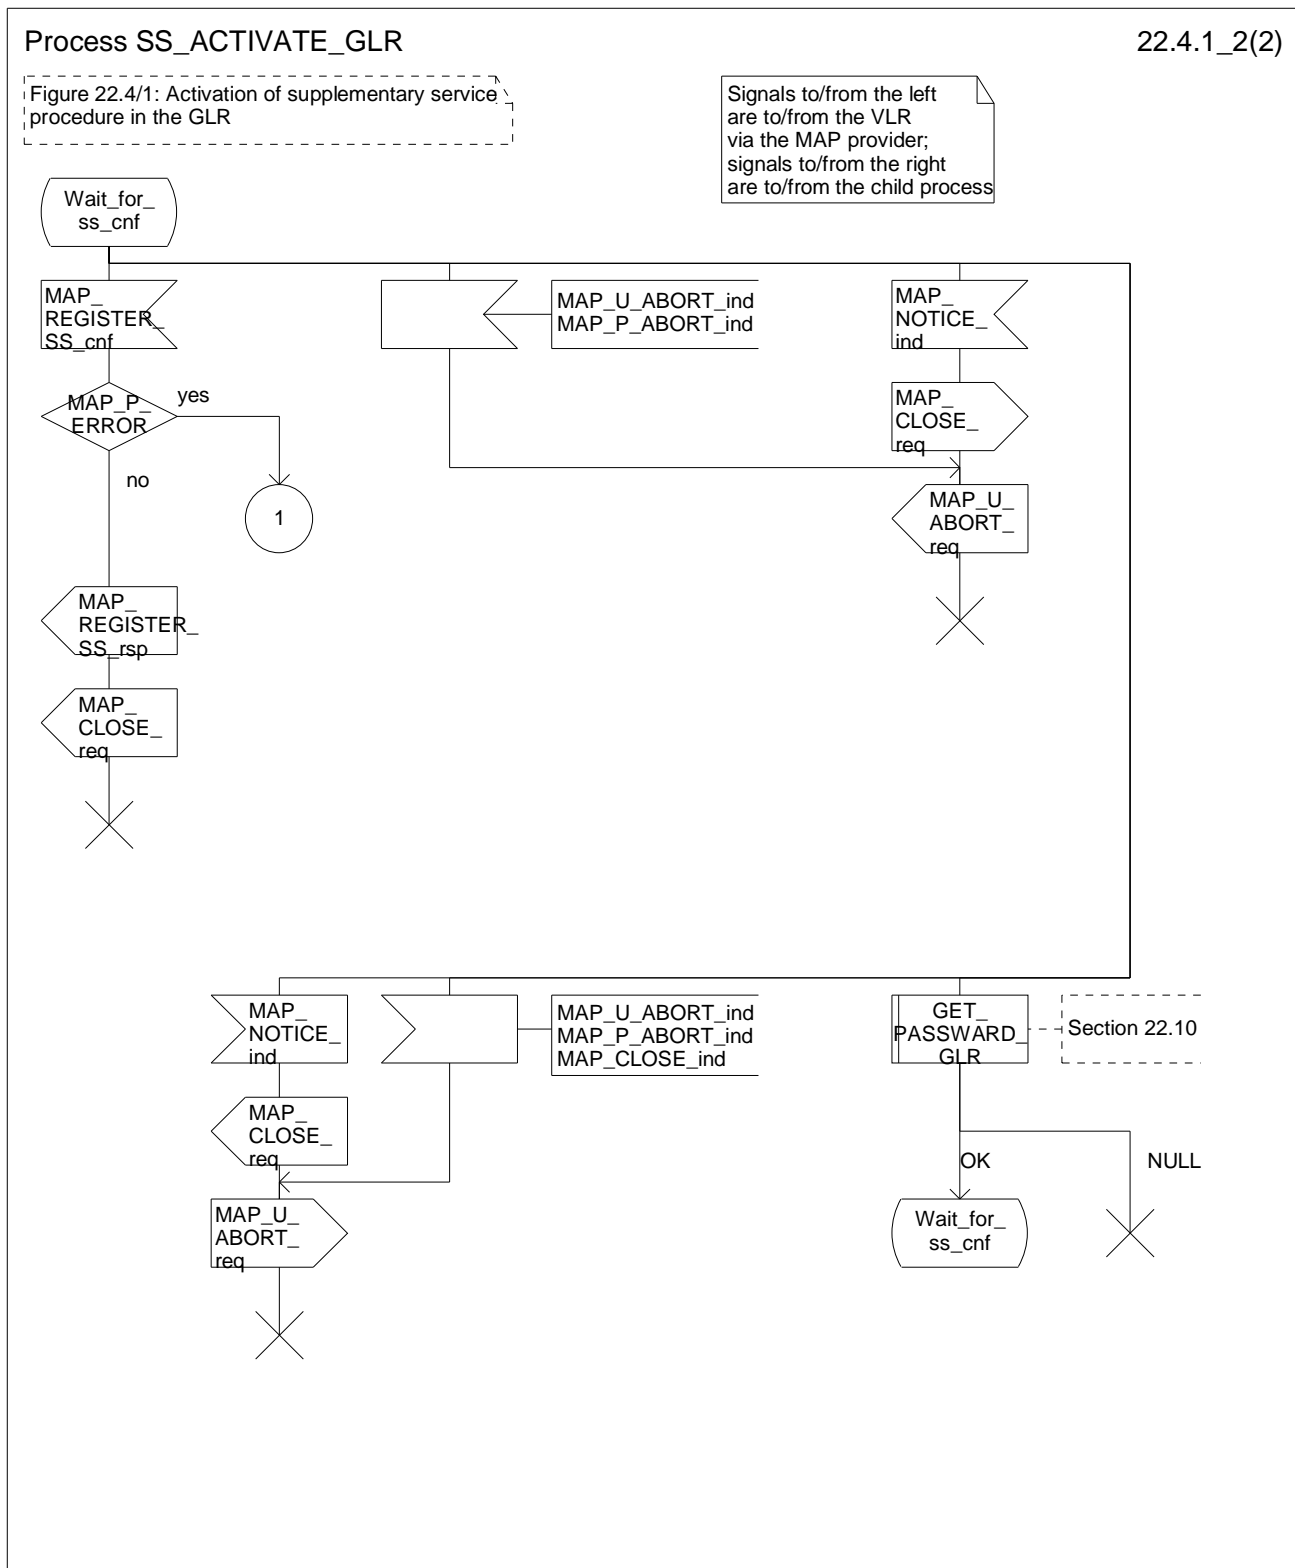 Process SS_ACTIVATE_GLR
22.4.1_2(2)
Figure 22.4/1: Activation of supplementary service
procedure in the GLR
Signals to/from the left
are to/from the VLR
via the MAP provider;
signals to/from the right
are to/from the child process
Wait_for_
ss_cnf
MAP_
REGISTER_
SS_cnf
MAP_U_ABORT_ind
MAP_P_ABORT_ind
MAP_
NOTICE_
ind
MAP_P_
ERROR
yes
no
1
MAP_
CLOSE_
req
MAP_U_
ABORT_
req
MAP_
REGISTER_
SS_rsp
MAP_
CLOSE_
req
MAP_
NOTICE_
ind
MAP_U_ABORT_ind
MAP_P_ABORT_ind
MAP_CLOSE_ind
GET_
PASSWARD_
GLR
Section 22.10
MAP_
CLOSE_
req
OK
NULL
MAP_U_
ABORT_
req
Wait_for_
ss_cnf